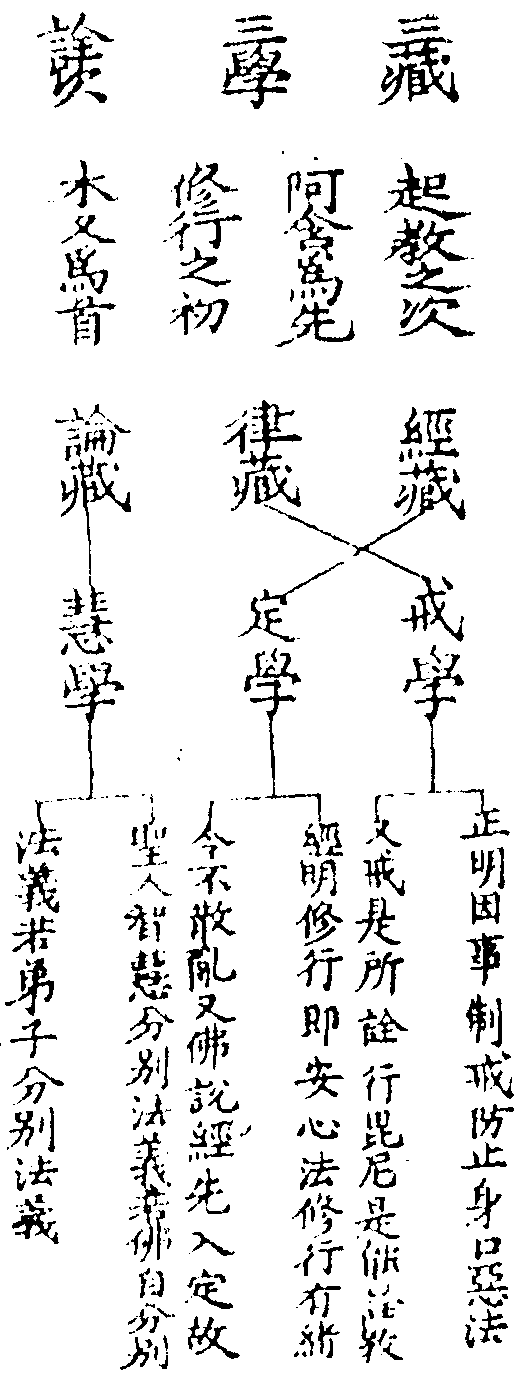 三藏
三學
詮次
起教之次
阿含為先
修行之初
木叉為首
經藏
律藏
論藏
戒學
定學
慧學
正明因事制戒防止身口惡法
又戒是所詮行毘尼是能詮教
經明修行即安心法修行有緒
令不散亂又佛說經先入定故
聖人智慧分別法義若佛自分別
法義若弟子分別法義